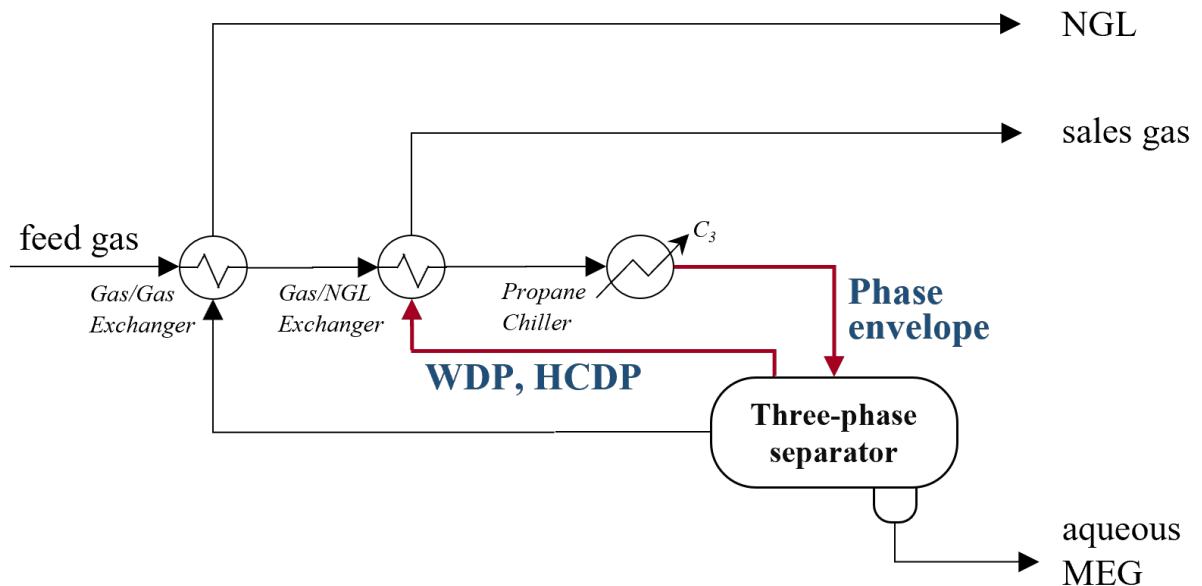 NGL
sales gas
feed gas
C3
Gas/Gas
Exchanger
Gas/NGL
Exchanger
Propane
Chiller
Phase
envelope
WDP, HCDP
Three-phase
separator
aqueous
MEG